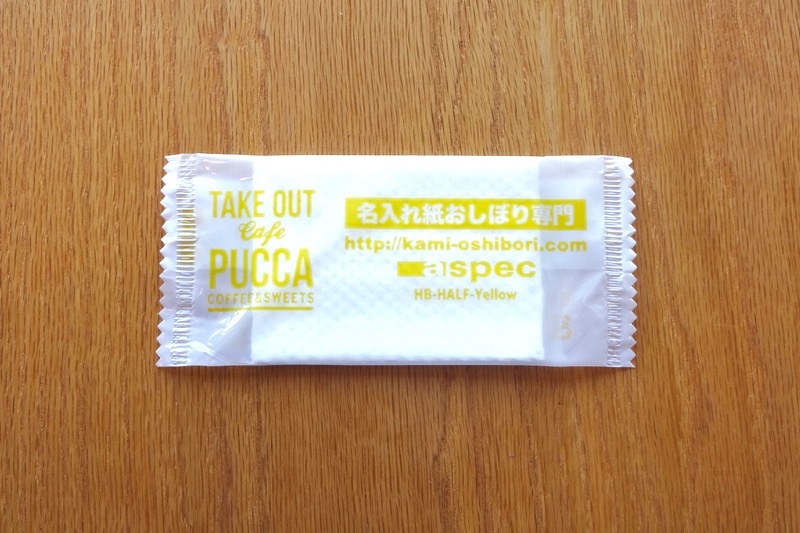 TAKE OUT
Cafe
PUCCA
COFFEE&SWEETS
名入れ紙おしぼり専門
http://kami-oshibori.com
aspec
HB-HALF-Yellow